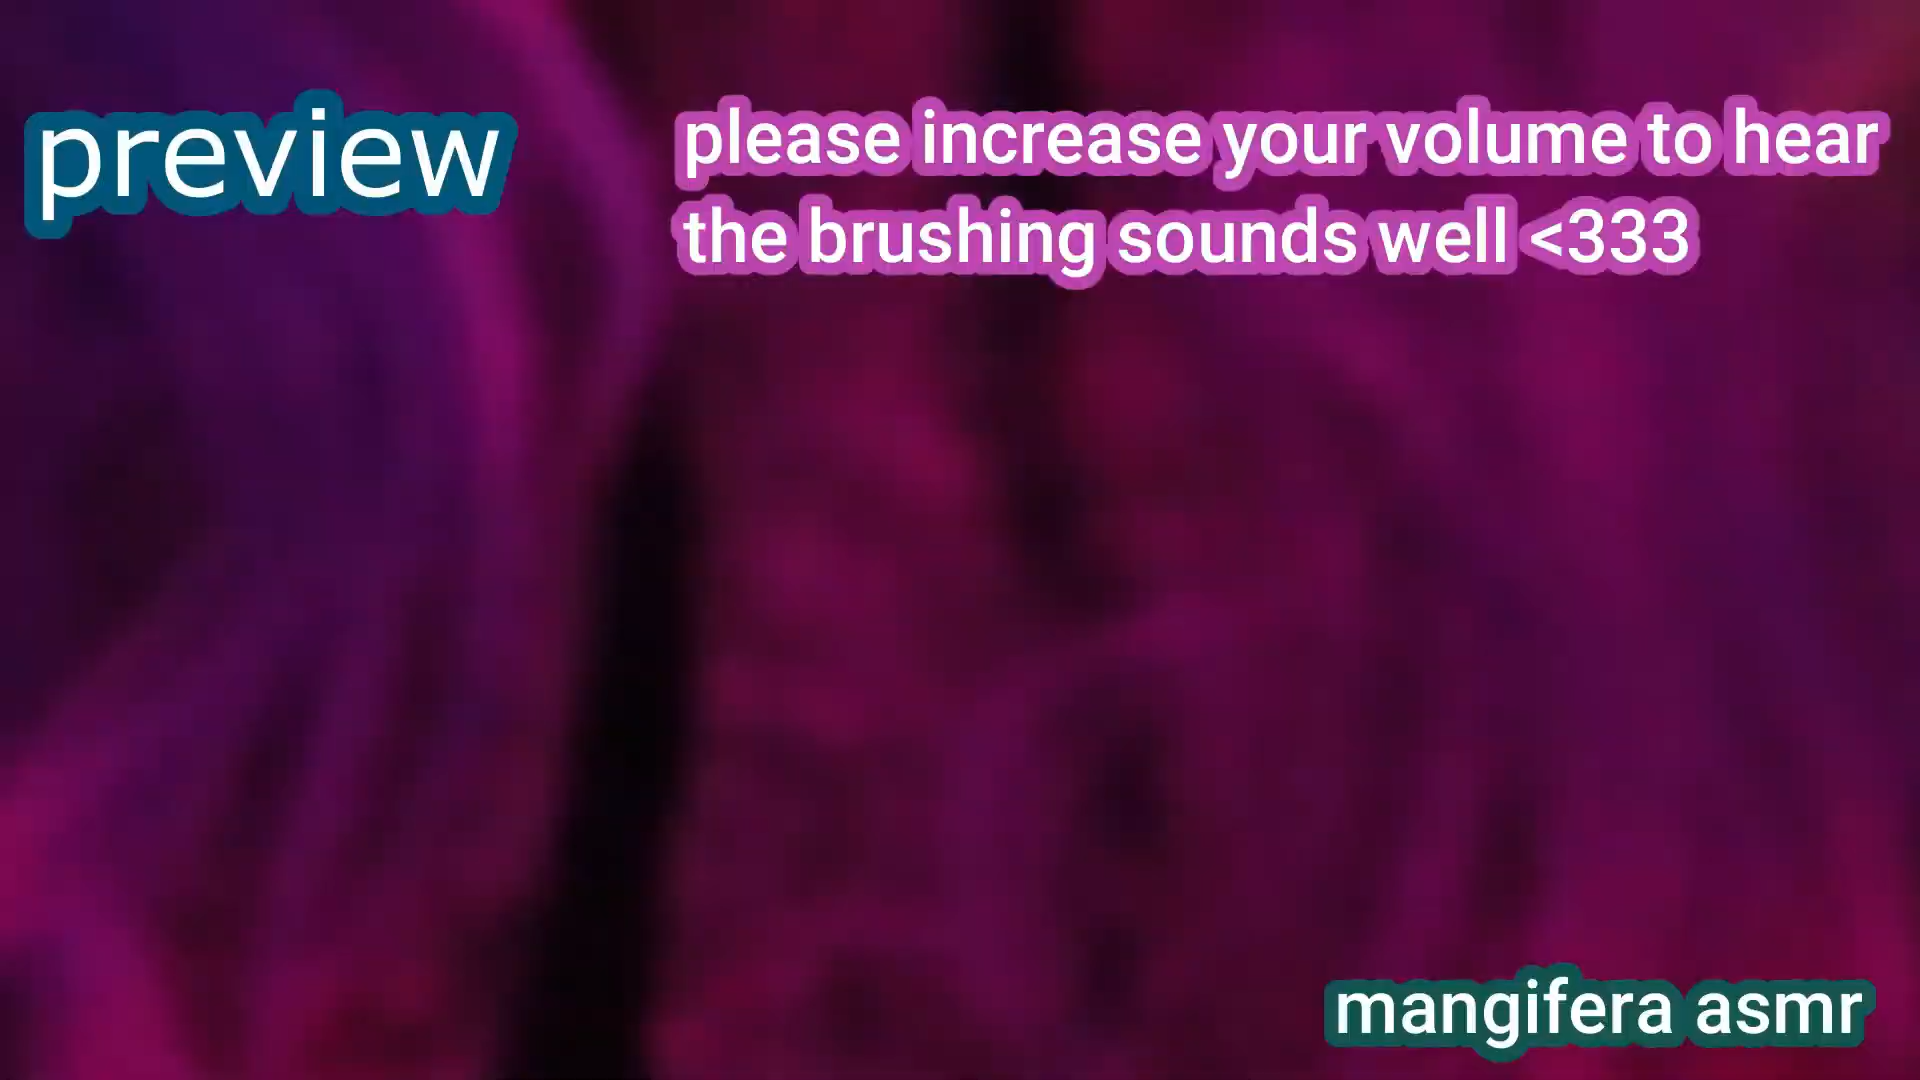 preview
please increase your volume to hear
the brushing sounds well <333
mangifera asmr